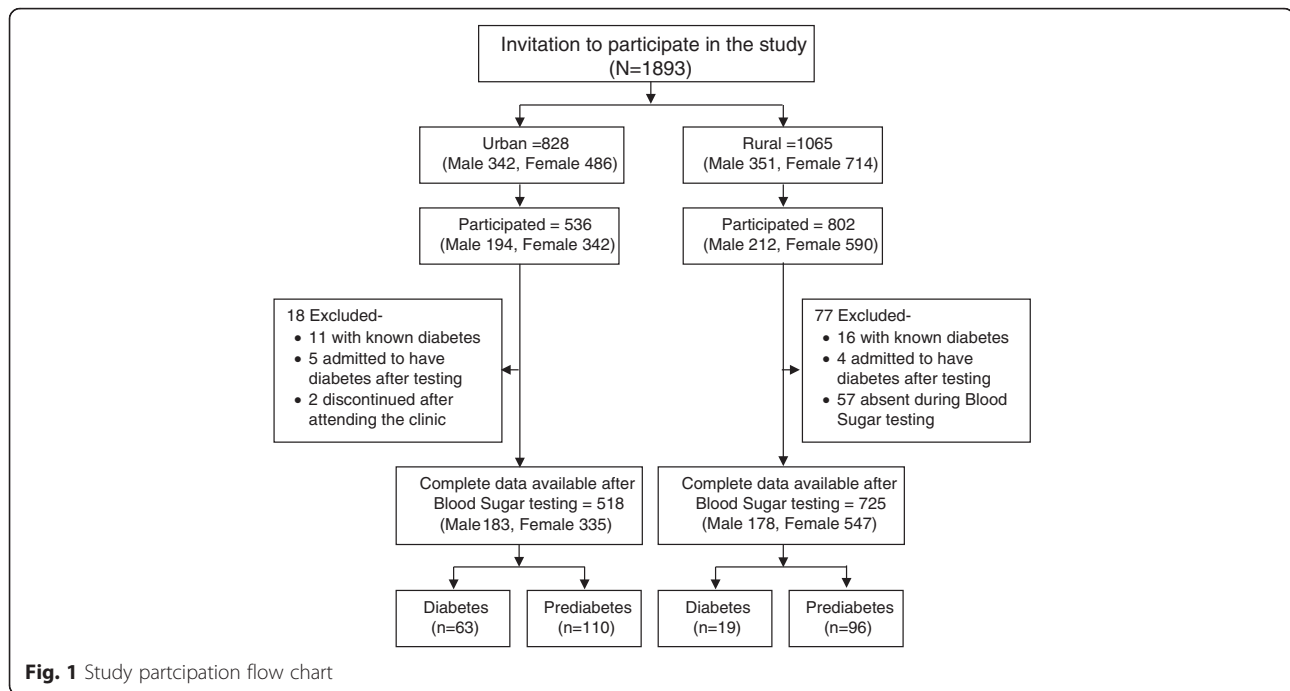 Invitation to participate in the study
(N=1893)
Urban =828
(Male 342, Female 486)
Rural =1065
(Male 351, Female 714)
Participated = 536
(Male 194, Female 342)
Participated = 802
(Male 212, Female 590)
18 Excluded-
• 11 with known diabetes
• 5 admitted to have
diabetes after testing
• 2 discontinued after
attending the clinic
77 Excluded-
• 16 with known diabetes
• 4 admitted to have
diabetes after testing
• 57 absent during Blood
Sugar testing
Complete data available after
Blood Sugar testing = 518
(Male 183, Female 335)
Complete data available after
Blood Sugar testing = 725
(Male 178, Female 547)
Diabetes
(n=63)
Prediabetes
(n=110)
Diabetes
(n=19)
Prediabetes
(n=96)
Fig. 1 Study partcipation flow chart